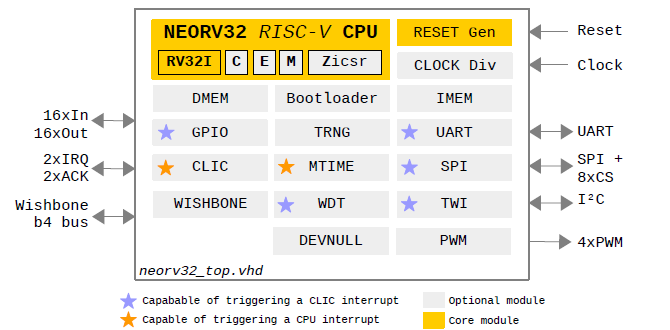 NEORV32 RISC-V CPU
RV32I C E M Zicsr
RESET Gen
CLOCK Div
Reset
Clock
DMEM Bootloader IMEM
16xIn
16xOut
GPIO TRNG UART
UART
2xIRQ
2xACK
CLIC MTIME SPI
SPI +
8xCS
Wishbone
b4 bus
WISHBONE WDT TWI
I²C
DEVNULL PWM
4xPWM
neorv32_top.vhd
Capabable of triggering a CLIC interrupt
Optional module
Capable of triggering a CPU interrupt
Core module